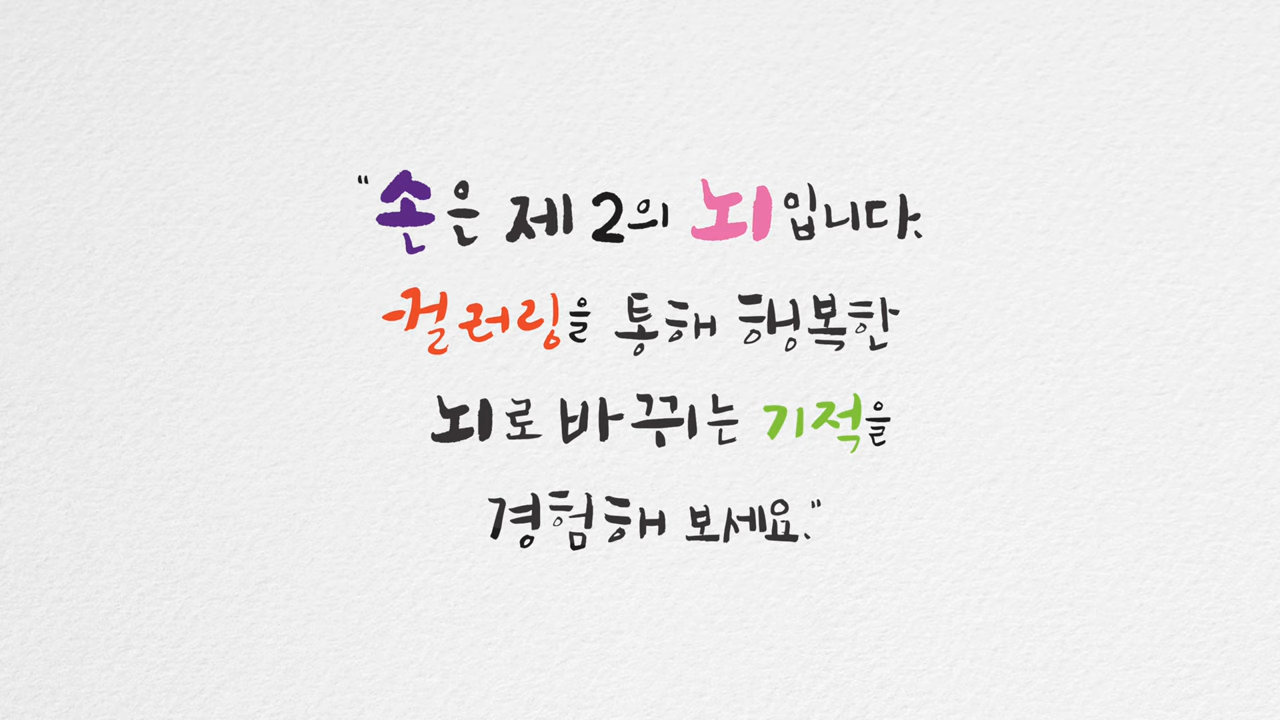 "손은 제 2의 뇌입니다.
컬러링을 통해 행복한
뇌로 바꾸는 기적을
경험해 보세요."